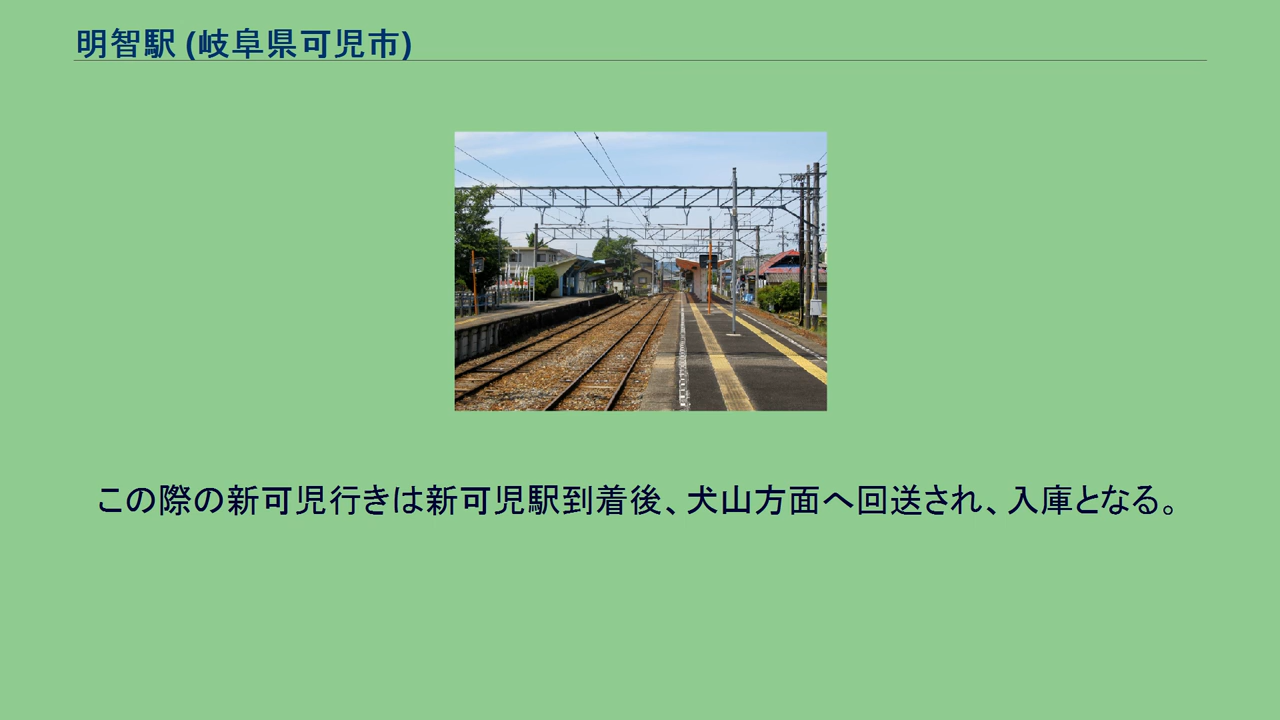 明智駅 (岐阜県可児市)
この際の新可児行きは新可児駅到着後、犬山方面へ回送され、入庫となる。